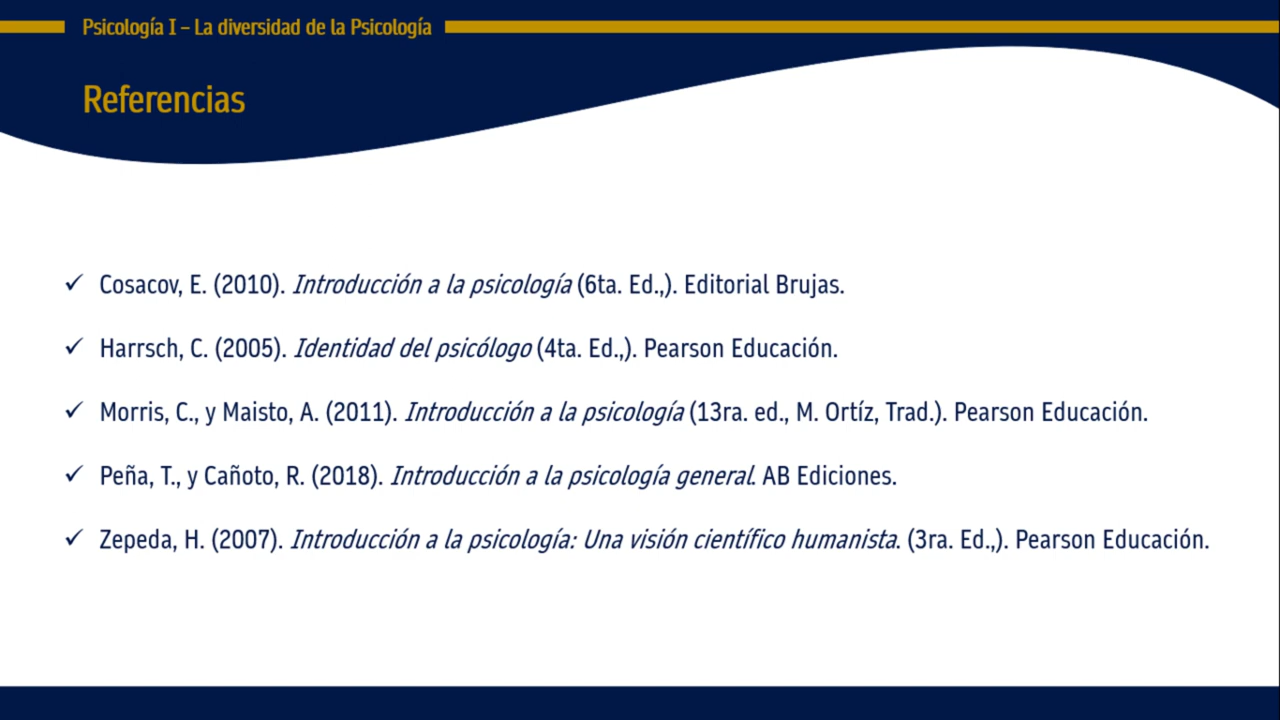 Psicología I – La diversidad de la Psicología
Referencias
✓ Cosacov, E. (2010). Introducción a la psicología (6ta. Ed.,). Editorial Brujas.
✓ Harrsch, C. (2005). Identidad del psicólogo (4ta. Ed.,). Pearson Educación.
✓ Morris, C., y Maisto, A. (2011). Introducción a la psicología (13ra. ed., M. Ortíz, Trad.). Pearson Educación.
✓ Peña, T., y Cañoto, R. (2018). Introducción a la psicología general. AB Ediciones.
✓ Zepeda, H. (2007). Introducción a la psicología: Una visión científico humanista. (3ra. Ed.,). Pearson Educación.